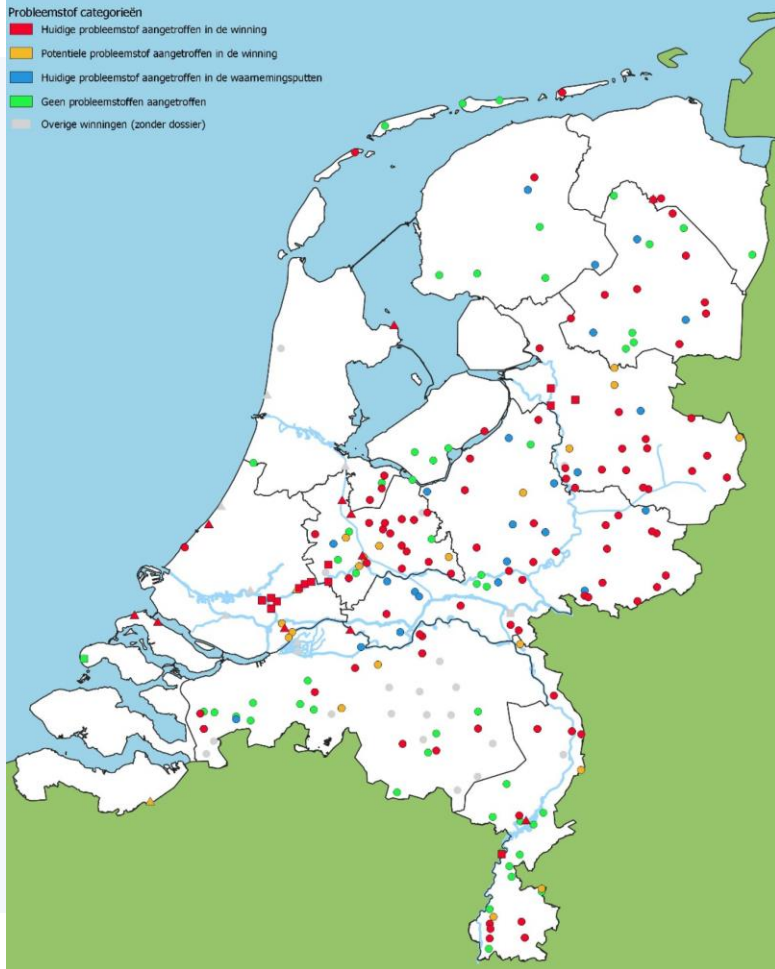 Probleemstof categorieën
Huidige probleemstof aangetroffen in de winning
Potentiele probleemstof aangetroffen in de winning
Huidige probleemstof aangetroffen in de waarnemingsputten
Geen probleemstoffen aangetroffen
Overige winningen (zonder dossier)